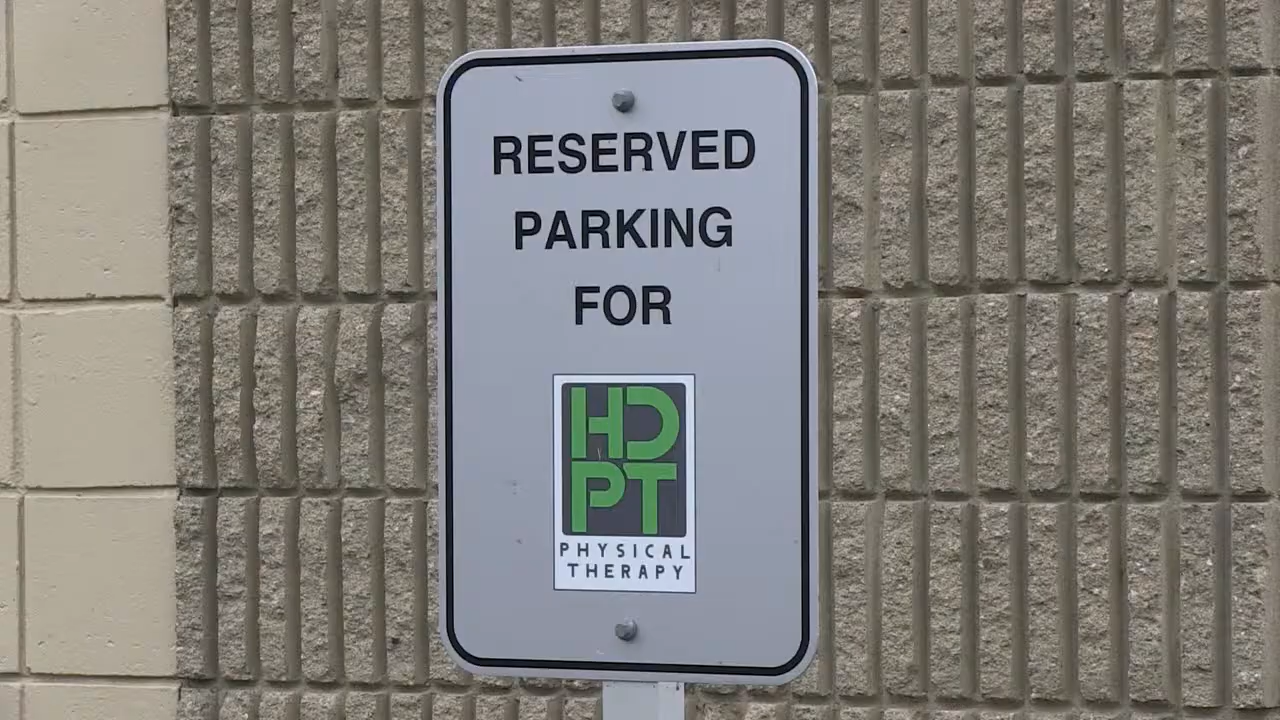 RESERVED
PARKING
FOR
HD
PT
PHYSICAL
THERAPY